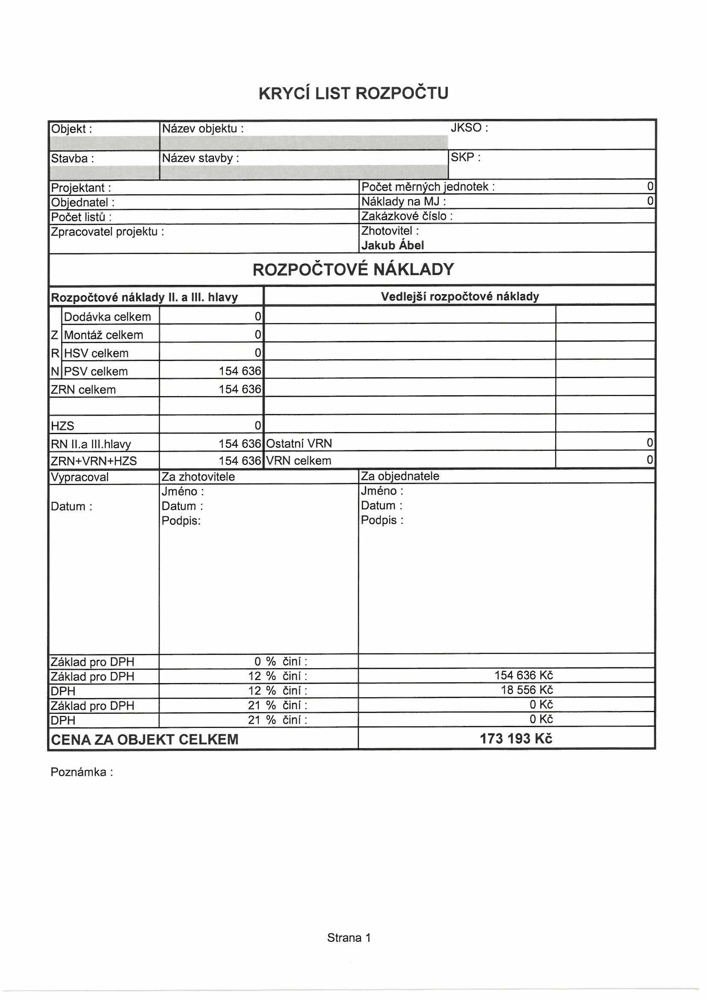 KRYCÍ LIST ROZPOČTU
Objekt : Název objektu : JKSO :
Stavba : Název stavby : SKP :
Projektant : Počet měrných jednotek : 0
Objednatel : Náklady na MJ : 0
Počet listů : Zakázkové číslo :
Zpracovatel projektu : Zhotovitel :
Jakub Ábel
ROZPOČTOVÉ NÁKLADY
Rozpočtové náklady II. a III. hlavy Vedlejší rozpočtové náklady
Dodávka celkem 0
Z Montáž celkem 0
R HSV celkem 0
N PSV celkem 154 636
ZRN celkem 154 636
HZS 0
RN II.a III.hlavy 154 636 Ostatní VRN 0
ZRN+VRN+HZS 154 636 VRN celkem 0
Vypracoval Za zhotovitele Za objednatele
Jméno : Jméno :
Datum : Datum : Datum :
Podpis: Podpis :
Základ pro DPH 0 % činí :
Základ pro DPH 12 % činí : 154 636 Kč
DPH 12 % činí : 18 556 Kč
Základ pro DPH 21 % činí : 0 Kč
DPH 21 % činí : 0 Kč
CENA ZA OBJEKT CELKEM 173 193 Kč
Poznámka :
Strana 1